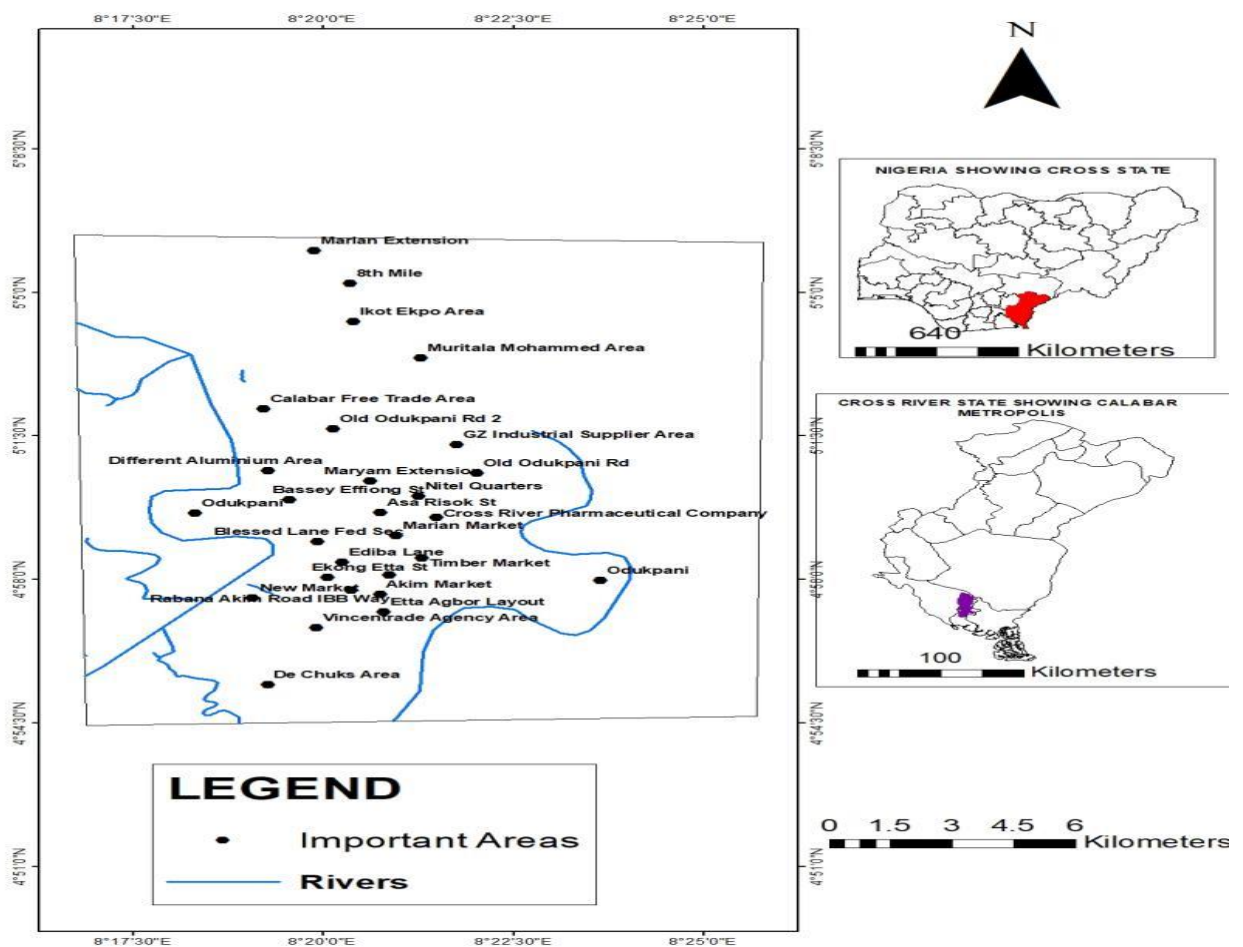 8°17'30"E 8°20'0"E 8°22'30"E 8°25'0"E
N
5°8'30"N
5°8'30"N
NIGERIA SHOWING CROSS STATE
640
Kilometers
Marian Extension
8th Mile
5°5'0"N
5°5'0"N
Ikot Ekpo Area
Muritala Mohammed Area
Calabar Free Trade Area
Old Odukpani Rd 2
GZ Industrial Supplier Area
5°1'30"N
5°1'30"N
CROSS RIVER STATE SHOWING CALABAR
METROPOLIS
Different Aluminium Area
Maryam Extension
Old Odukpani Rd
Bassey Effiong St
Nitel Quarters
Odukpani
Asa Risok St
Cross River Pharmaceutical Company
Blessed Lane Fed Sec
Marian Market
Ediba Lane
Timber Market
Ekong Etta St
Odukpani
4°58'0"N
4°58'0"N
New Market
Akim Market
Rabana Akim Road IBB Way
Etta Agbor Layout
Vincentrade Agency Area
De Chuks Area
100
Kilometers
4°54'30"N
4°54'30"N
LEGEND
Important Areas
Rivers
0 1.5 3 4.5 6
Kilometers
4°51'0"N
4°51'0"N
8°17'30"E 8°20'0"E 8°22'30"E 8°25'0"E